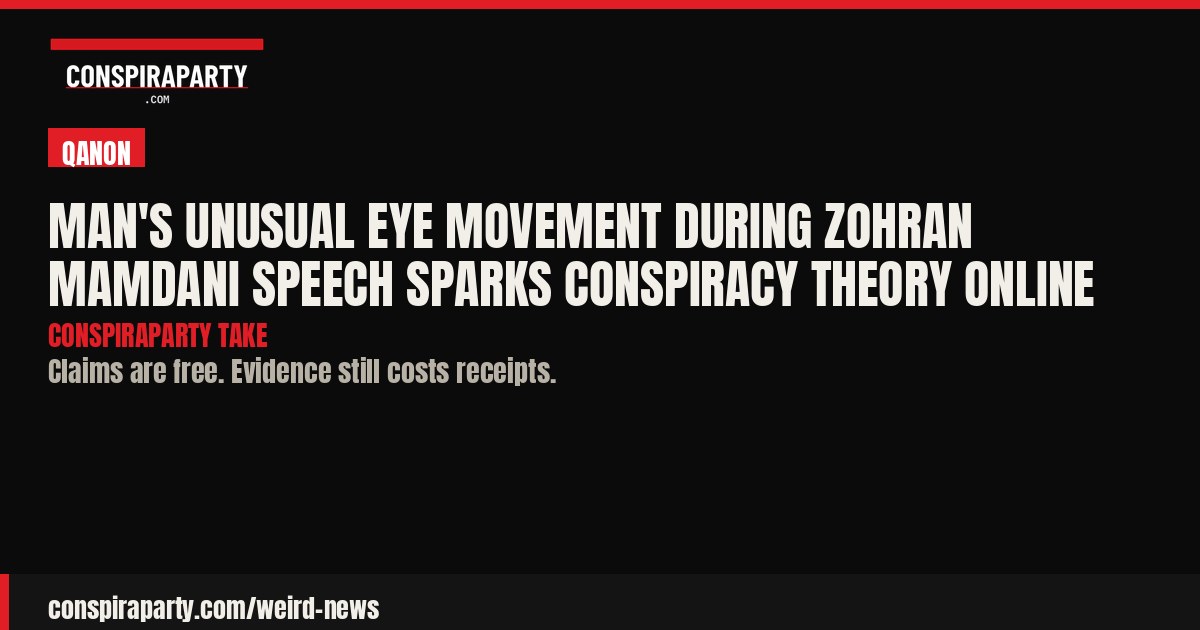 CONSPIRAPARTY
.COM
QANON
MAN'S UNUSUAL EYE MOVEMENT DURING ZOHRAN
MAMDANI SPEECH SPARKS CONSPIRACY THEORY ONLINE
CONSPIRAPARTY TAKE
Claims are free. Evidence still costs receipts.
conspiraparty.com/weird-news